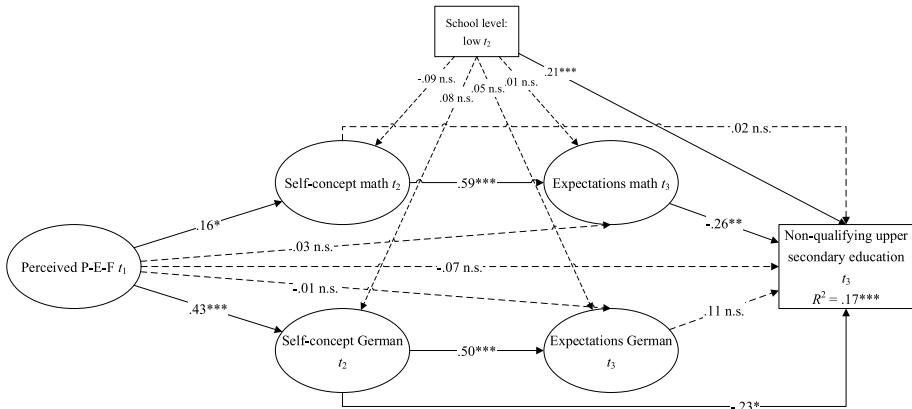 School level:
low t₂
.21***
-.09 n.s.
.08 n.s.
.05 n.s.
.01 n.s.
.02 n.s.
Self-concept math t₂
.59***
Expectations math t₃
.16*
-.26**
.03 n.s.
Perceived P-E-F t₁
-.07 n.s.
Non-qualifying upper
secondary education
t₃
R² = .17***
-.01 n.s.
.43***
.11 n.s.
Self-concept German
t₂
.50***
Expectations German
t₃
-.23*